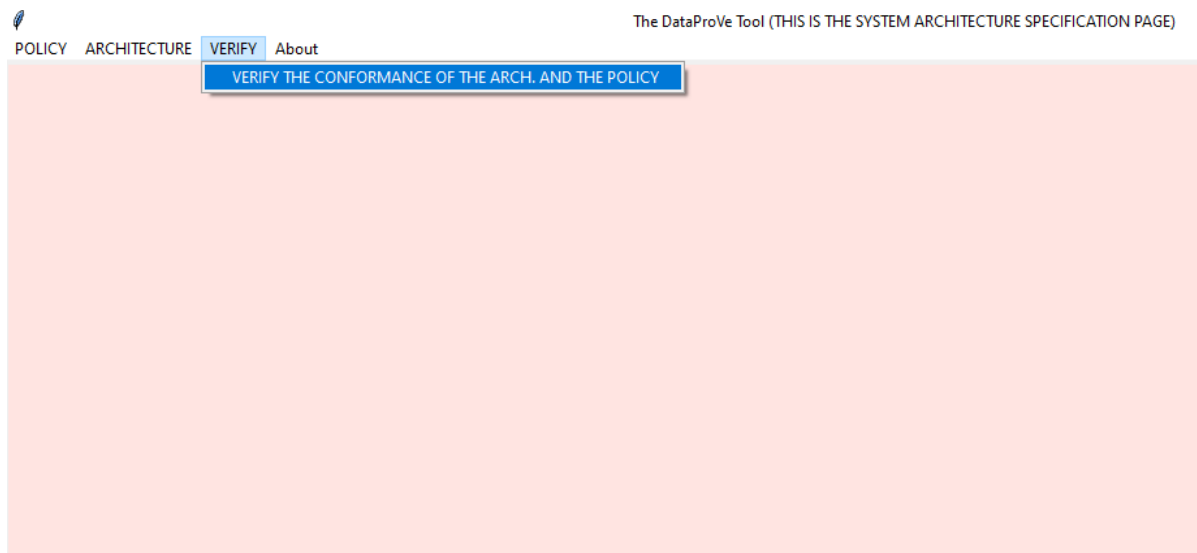 The DataProVe Tool (THIS IS THE SYSTEM ARCHITECTURE SPECIFICATION PAGE)
POLICY ARCHITECTURE VERIFY About
VERIFY THE CONFORMANCE OF THE ARCH. AND THE POLICY